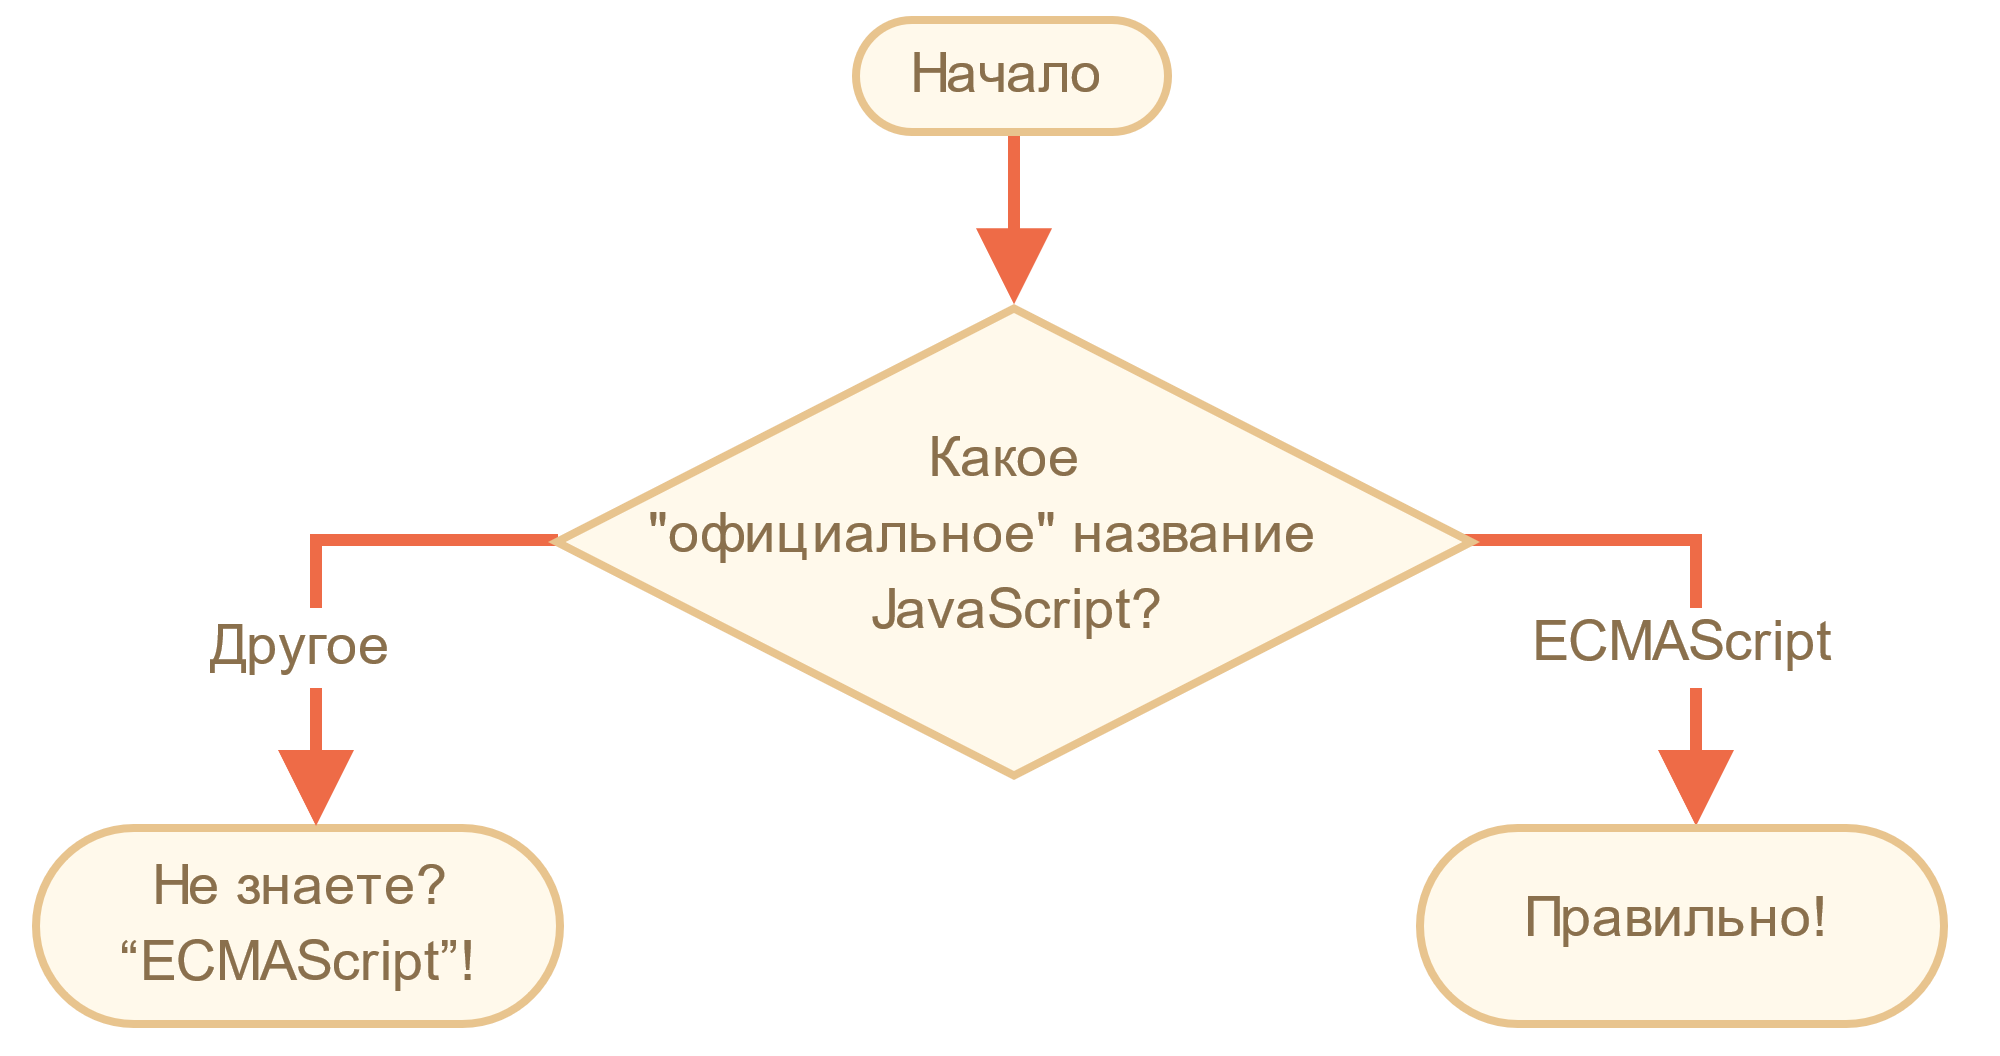 Начало
Какое
"официальное" название
JavaScript?
Другое
ECMAScript
Не знаете?
“ECMAScript”!
Правильно!